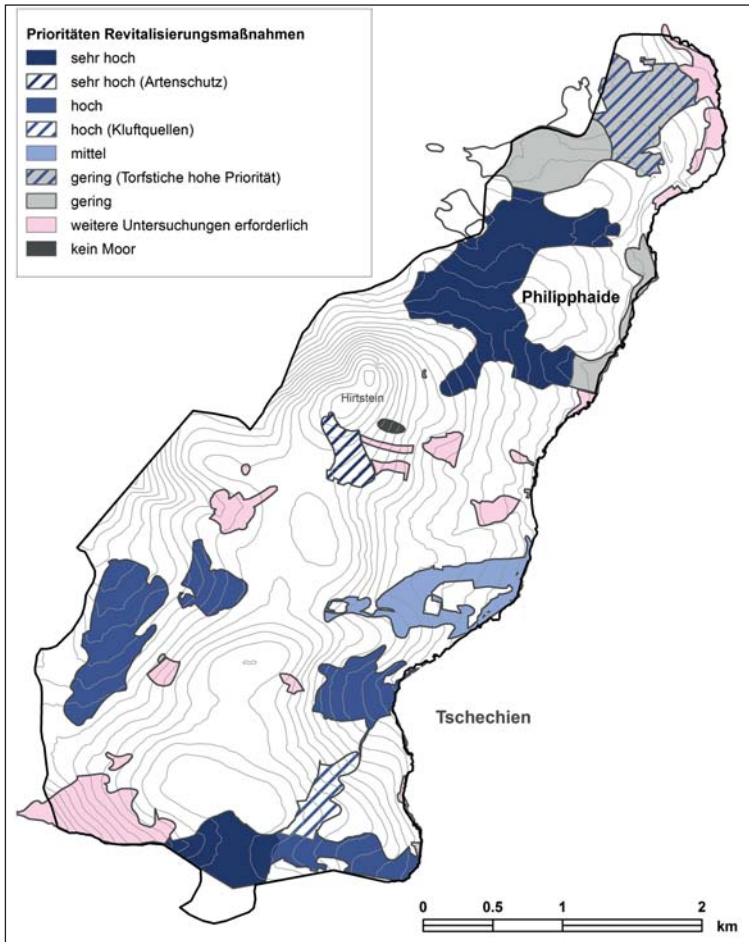 Prioritäten Revitalisierungsmaßnahmen
sehr hoch
sehr hoch (Artenschutz)
hoch
hoch (Kluftquellen)
mittel
gering (Torfstiche hohe Priorität)
gering
weitere Untersuchungen erforderlich
kein Moor
Philipphaide
Hirtstein
Tschechien
0 0.5 1 2
km